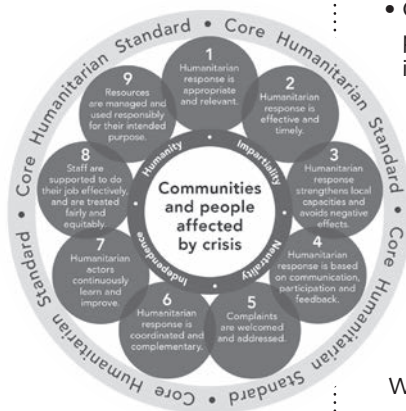 Core Humanitarian Standard • Core Humanitarian Standard • Core Humanitarian Standard • Core Humanitarian Standard •
1
Humanitarian
response is
appropriate
and relevant.
2
Humanitarian
response is
effective and
timely.
3
Humanitarian
response
strengthens local
capacities and
avoids negative
effects.
4
Humanitarian
response is based
on communication,
participation and
feedback.
5
Complaints
are welcomed
and addressed.
6
Humanitarian
response is
coordinated and
complementary.
7
Humanitarian
actors
continuously
learn and
improve.
8
Staff are
supported to do
their job effectively,
and are treated
fairly and
equitably.
9
Resources
are managed and
used responsibly
for their intended
purpose.
Humanity • Impartiality • Neutrality • Independence •
Communities
and people
affected
by crisis
•
W